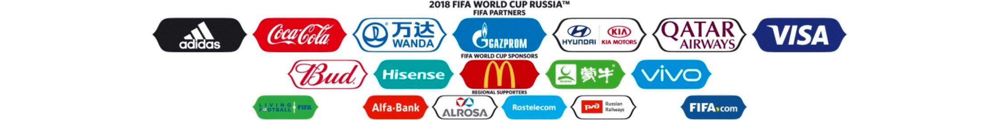 2018 FIFA WORLD CUP RUSSIA™
FIFA PARTNERS
adidas
Coca-Cola
® 万达
WANDA
GAZPROM
HYUNDAI
KIA
KIA MOTORS
QATAR
AIRWAYS
VISA
FIFA WORLD CUP SPONSORS
Bud
Hisense
M
MENGNIU
蒙牛®
vivo
REGIONAL SUPPORTERS
LIVING
FOOTBALL
FIFA
Alfa·Bank
ALROSA
Rostelecom
Russian
Railways
FIFA.com